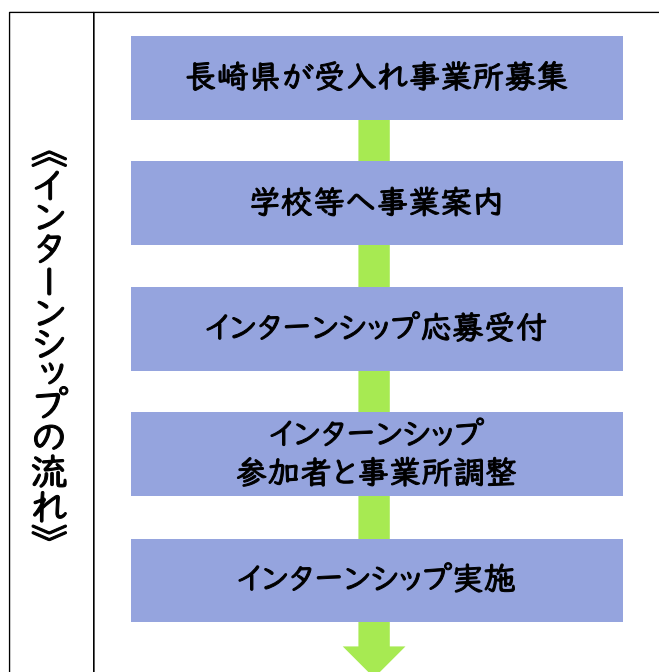 《インターンシップの流れ》
長崎県が受入れ事業所募集
学校等へ事業案内
インターンシップ応募受付
インターンシップ
参加者と事業所調整
インターンシップ実施